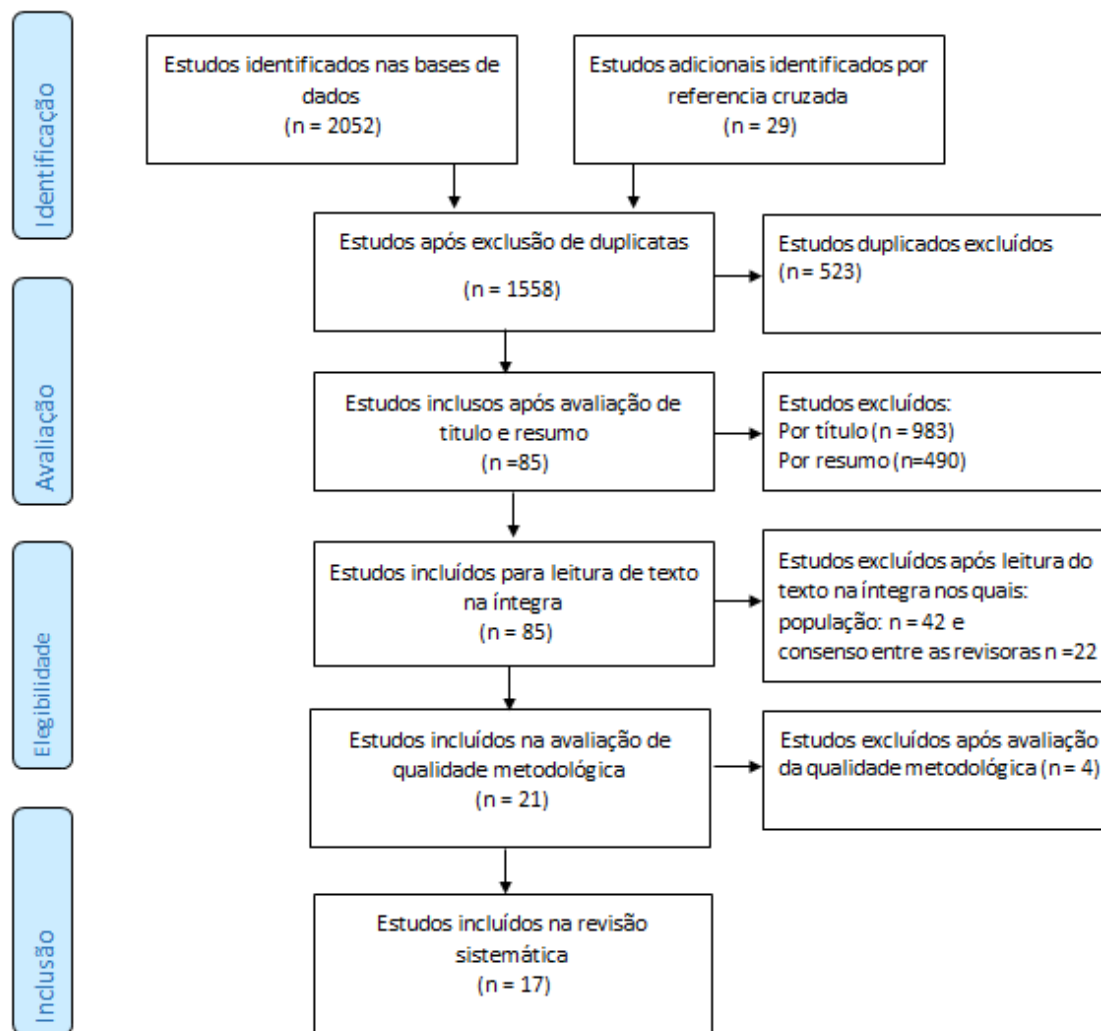 Identificação
Estudos identificados nas bases de
dados
(n = 2052)
Estudos adicionais identificados por
referencia cruzada
(n = 29)
Estudos após exclusão de duplicatas
(n = 1558)
Estudos duplicados excluídos
(n = 523)
Avaliação
Estudos inclusos após avaliação de
titulo e resumo
(n =85)
Estudos excluídos:
Por título (n = 983)
Por resumo (n=490)
Elegibilidade
Estudos incluídos para leitura de texto
na íntegra
(n = 85)
Estudos excluídos após leitura do
texto na íntegra nos quais:
população: n = 42 e
consenso entre as revisoras n =22
Estudos incluídos na avaliação de
qualidade metodológica
(n = 21)
Estudos excluídos após avaliação
da qualidade metodológica (n = 4)
Inclusão
Estudos incluídos na revisão
sistemática
(n = 17)